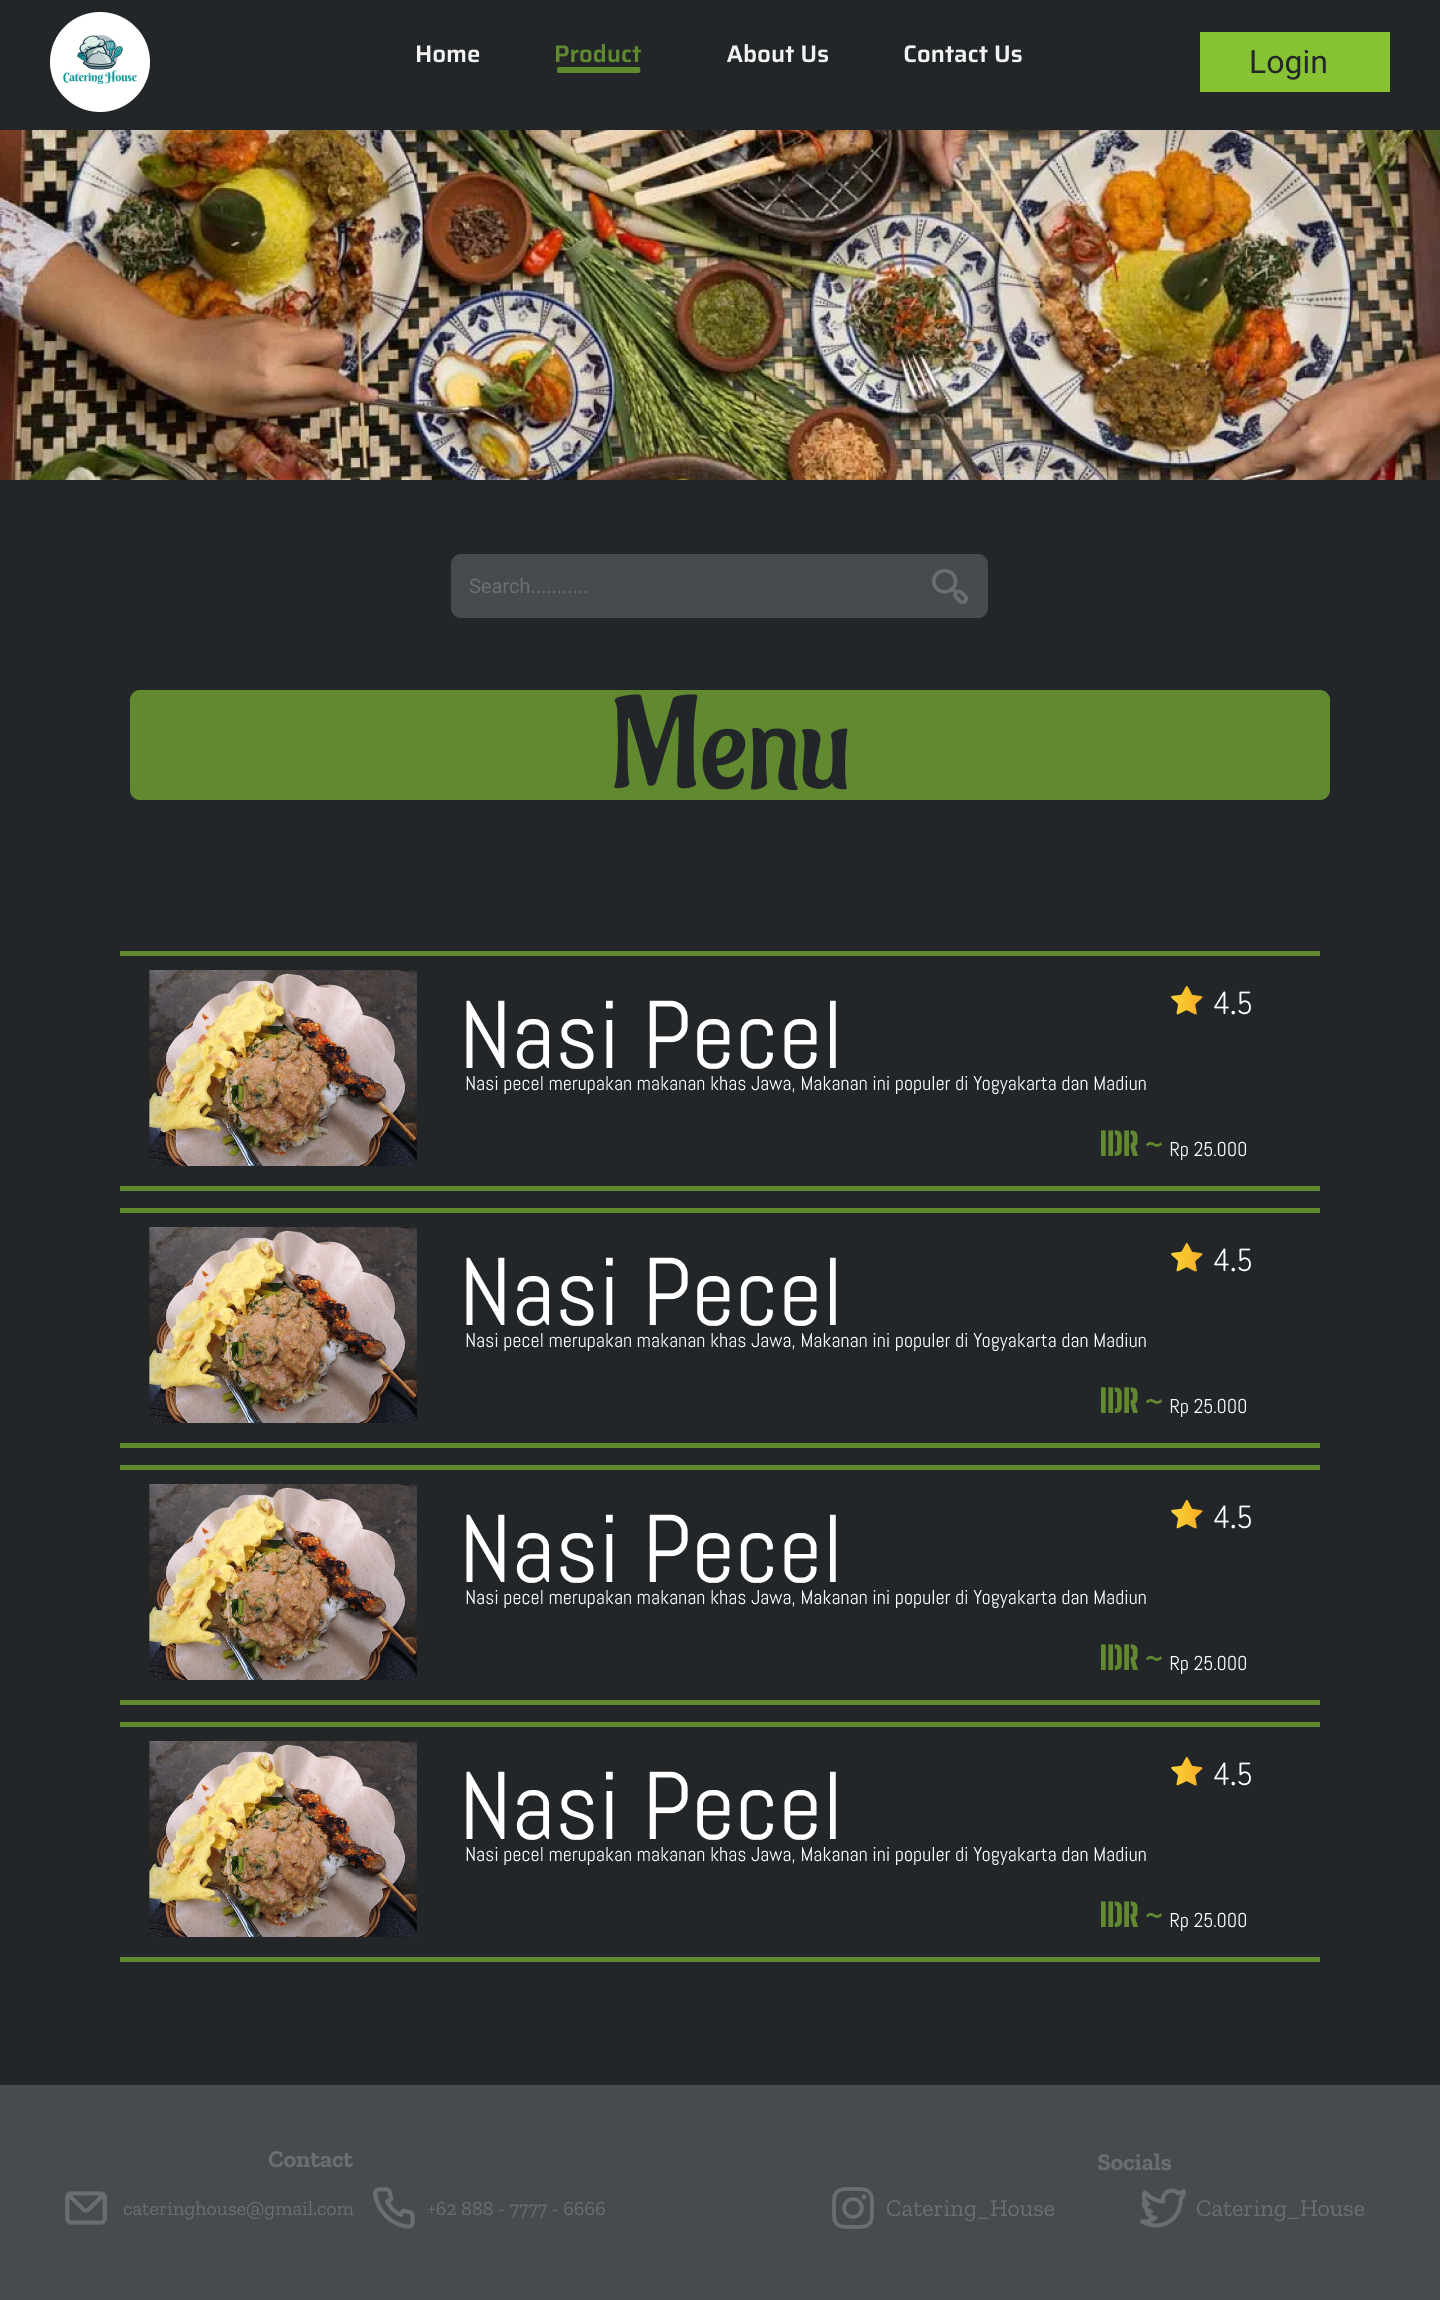 Catering House
Home Product About Us Contact Us
Login
Search...........
Menu
Nasi Pecel
4.5
Nasi pecel merupakan makanan khas Jawa, Makanan ini populer di Yogyakarta dan Madiun
IDR ~ Rp 25.000
Nasi Pecel
4.5
Nasi pecel merupakan makanan khas Jawa, Makanan ini populer di Yogyakarta dan Madiun
IDR ~ Rp 25.000
Nasi Pecel
4.5
Nasi pecel merupakan makanan khas Jawa, Makanan ini populer di Yogyakarta dan Madiun
IDR ~ Rp 25.000
Nasi Pecel
4.5
Nasi pecel merupakan makanan khas Jawa, Makanan ini populer di Yogyakarta dan Madiun
IDR ~ Rp 25.000
Contact
cateringhouse@gmail.com +62 888 - 7777 - 6666
Socials
Catering_House Catering_House